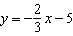 y = −2/3 x − 5